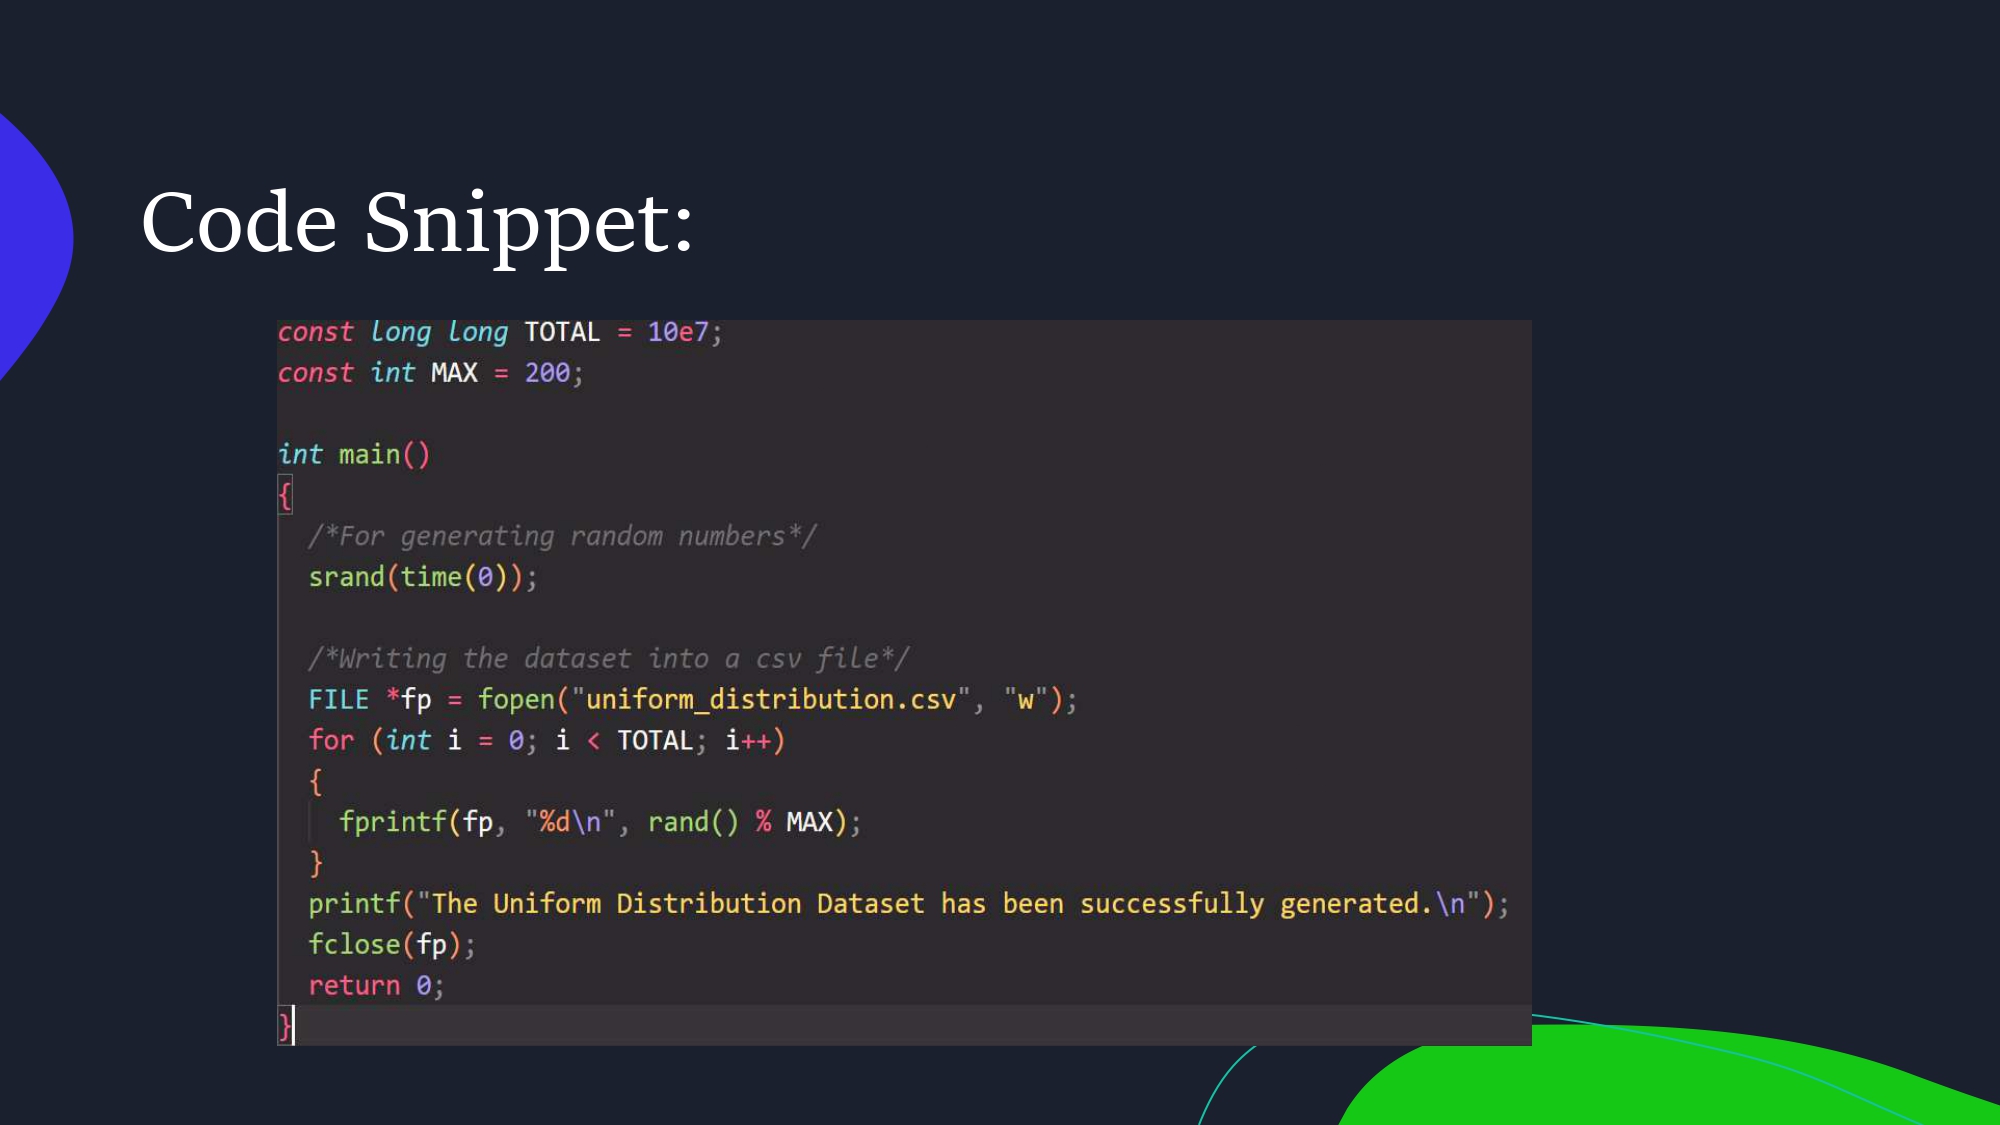 Code Snippet:
const long long TOTAL = 10e7;
const int MAX = 200;
int main()
{
/*For generating random numbers*/
srand(time(0));
/*Writing the dataset into a csv file*/
FILE *fp = fopen("uniform_distribution.csv", "w");
for (int i = 0; i < TOTAL; i++)
{
fprintf(fp, "%d\n", rand() % MAX);
}
printf("The Uniform Distribution Dataset has been successfully generated.\n");
fclose(fp);
return 0;
}